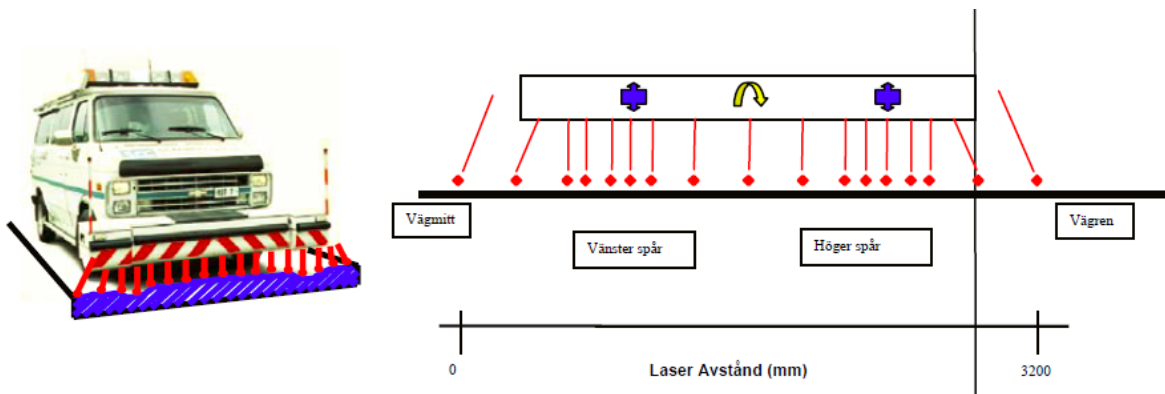 Vägmitt
Vänster spår
Höger spår
Vägren
0
Laser Avstånd (mm)
3200